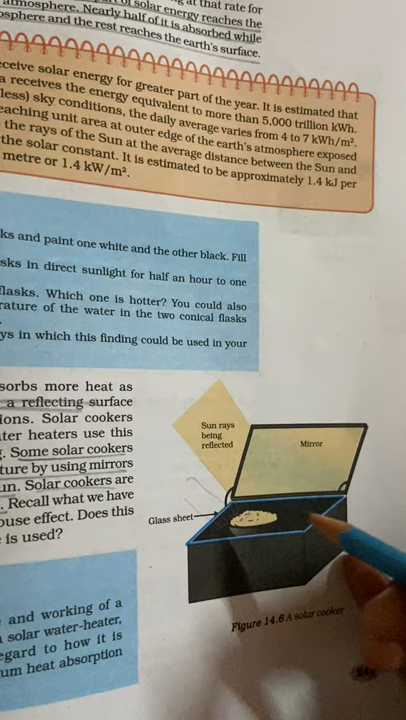 of solar energy reaches the
atmosphere. Nearly half of it is absorbed while
osphere and the rest reaches the earth's surface.
ceive solar energy for greater part of the year. It is estimated that
a receives the energy equivalent to more than 5,000 trillion kWh.
less) sky conditions, the daily average varies from 4 to 7 kWh/m².
eaching unit area at outer edge of the earth's atmosphere exposed
the rays of the Sun at the average distance between the Sun and
the solar constant. It is estimated to be approximately 1.4 kJ per
metre or 1.4 kW/m².
ks and paint one white and the other black. Fill
sks in direct sunlight for half an hour to one
flasks. Which one is hotter? You could also
rature of the water in the two conical flasks
ys in which this finding could be used in your
sorbs more heat as
a reflecting surface
ions. Solar cookers
ter heaters use this
. Some solar cookers
ture by using mirrors
un. Solar cookers are
. Recall what we have
ouse effect. Does this
is used?
Sun rays
being
reflected
Mirror
Glass sheet
Figure 14.6 A solar cooker
and working of a
solar water-heater,
egard to how it is
um heat absorption